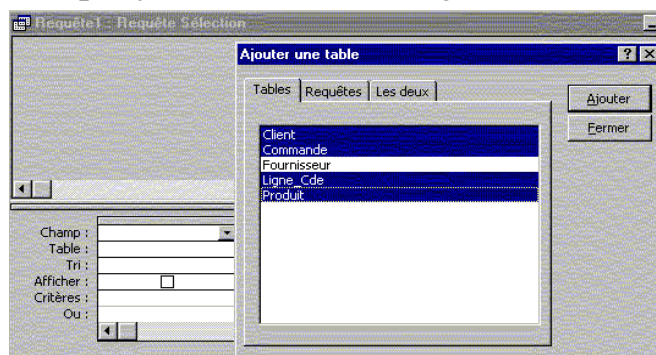 Requête1 : Requête Sélection
Ajouter une table
Tables Requêtes Les deux
Ajouter
Fermer
Client
Commande
Fournisseur
Ligne_Cde
Produit
Champ :
Table :
Tri :
Afficher :
Critères :
Ou :